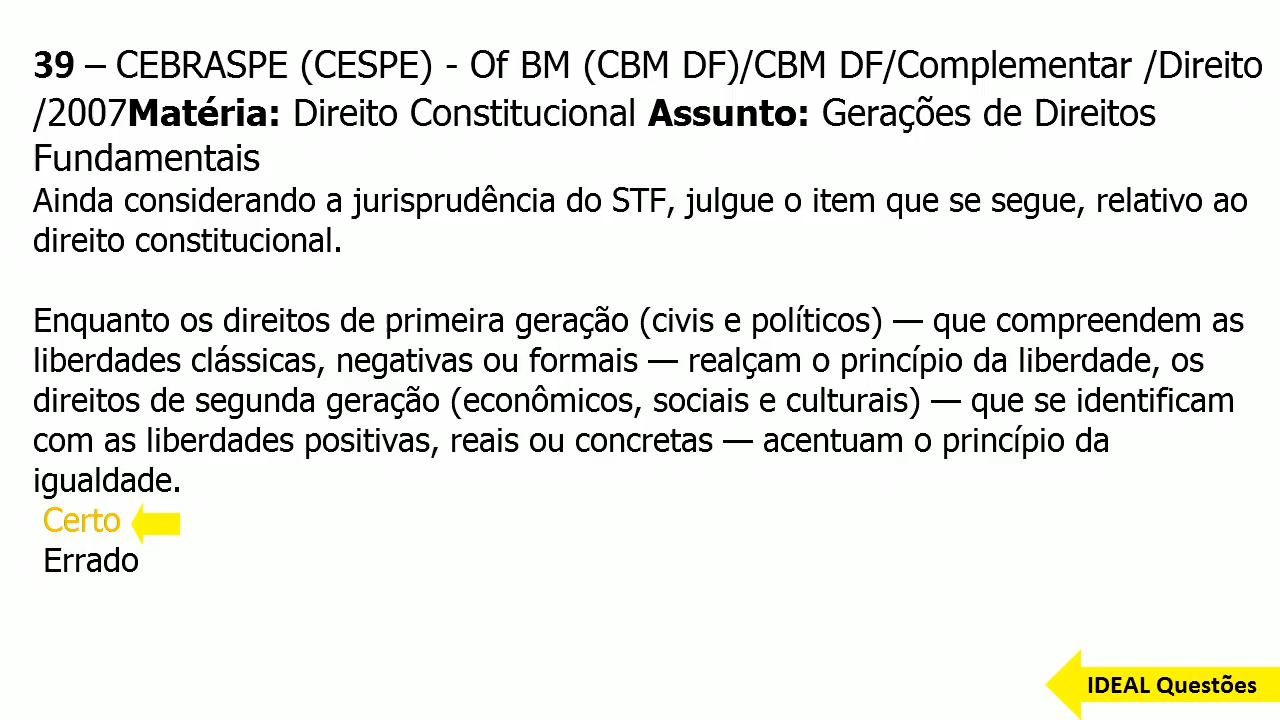 39 – CEBRASPE (CESPE) - Of BM (CBM DF)/CBM DF/Complementar /Direito
/2007Matéria: Direito Constitucional Assunto: Gerações de Direitos
Fundamentais
Ainda considerando a jurisprudência do STF, julgue o item que se segue, relativo ao
direito constitucional.
Enquanto os direitos de primeira geração (civis e políticos) — que compreendem as
liberdades clássicas, negativas ou formais — realçam o princípio da liberdade, os
direitos de segunda geração (econômicos, sociais e culturais) — que se identificam
com as liberdades positivas, reais ou concretas — acentuam o princípio da
igualdade.
Certo
Errado
IDEAL Questões